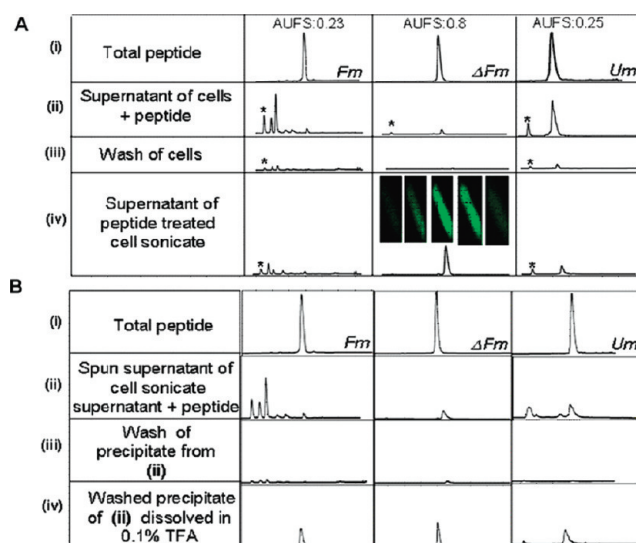 A
AUFS:0.23 AUFS:0.8 AUFS:0.25
(i) Total peptide Fm ΔFm Um
(ii) Supernatant of cells
+ peptide
* * *
(iii) Wash of cells
* *
(iv) Supernatant of
peptide treated
cell sonicate
* *
B
(i) Total peptide Fm ΔFm Um
(ii) Spun supernatant of
cell sonicate
supernatant + peptide
(iii) Wash of
precipitate from
(ii)
(iv) Washed precipitate
of (ii) dissolved in
0.1% TFA